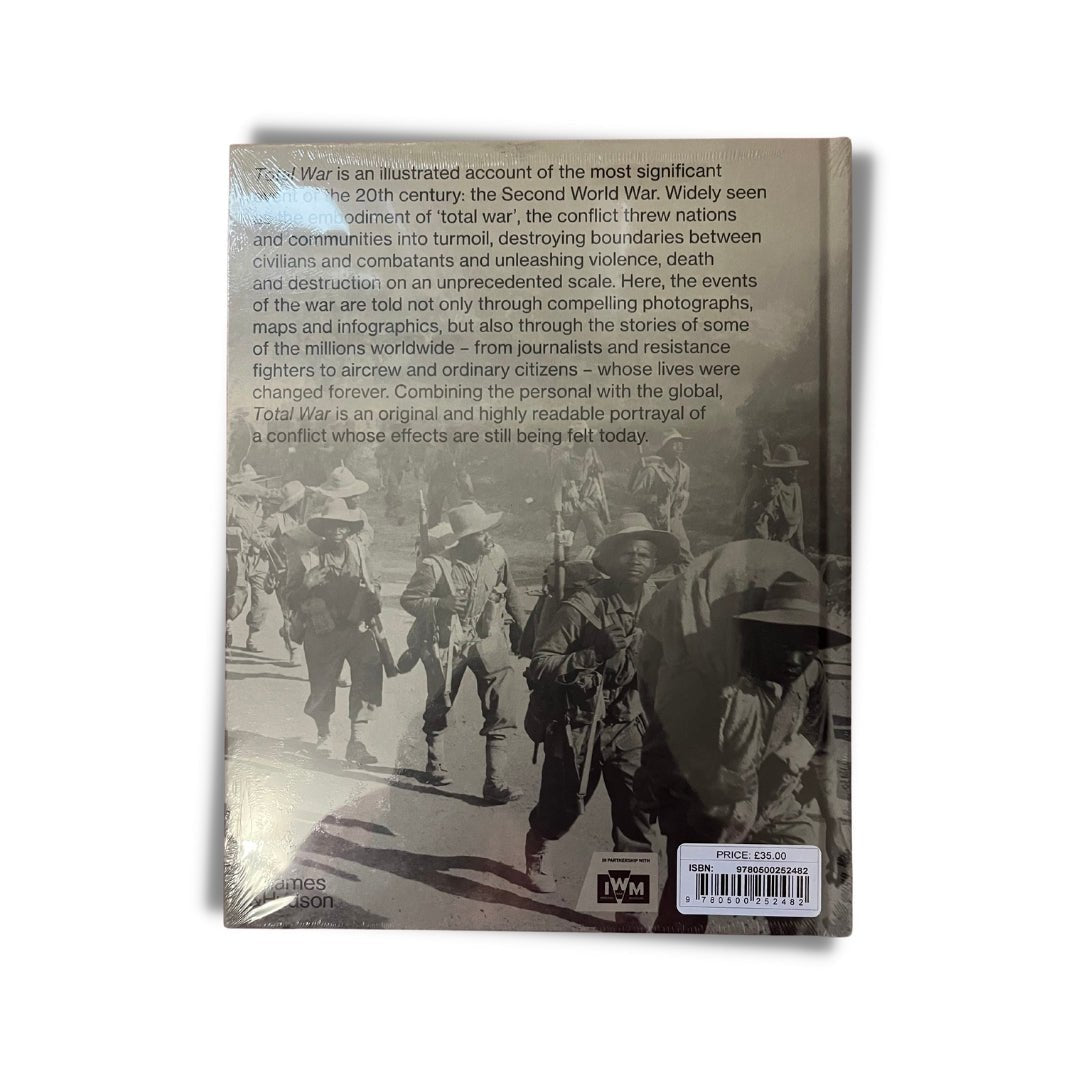 Total War is an illustrated account of the most significant
event of the 20th century: the Second World War. Widely seen
as the embodiment of ‘total war’, the conflict threw nations
and communities into turmoil, destroying boundaries between
civilians and combatants and unleashing violence, death
and destruction on an unprecedented scale. Here, the events
of the war are told not only through compelling photographs,
maps and infographics, but also through the stories of some
of the millions worldwide – from journalists and resistance
fighters to aircrew and ordinary citizens – whose lives were
changed forever. Combining the personal with the global,
Total War is an original and highly readable portrayal of
a conflict whose effects are still being felt today.
Thames
&Hudson
IN PARTNERSHIP WITH
IWM
PRICE: £35.00
ISBN: 9780500252482
9 780500 252482